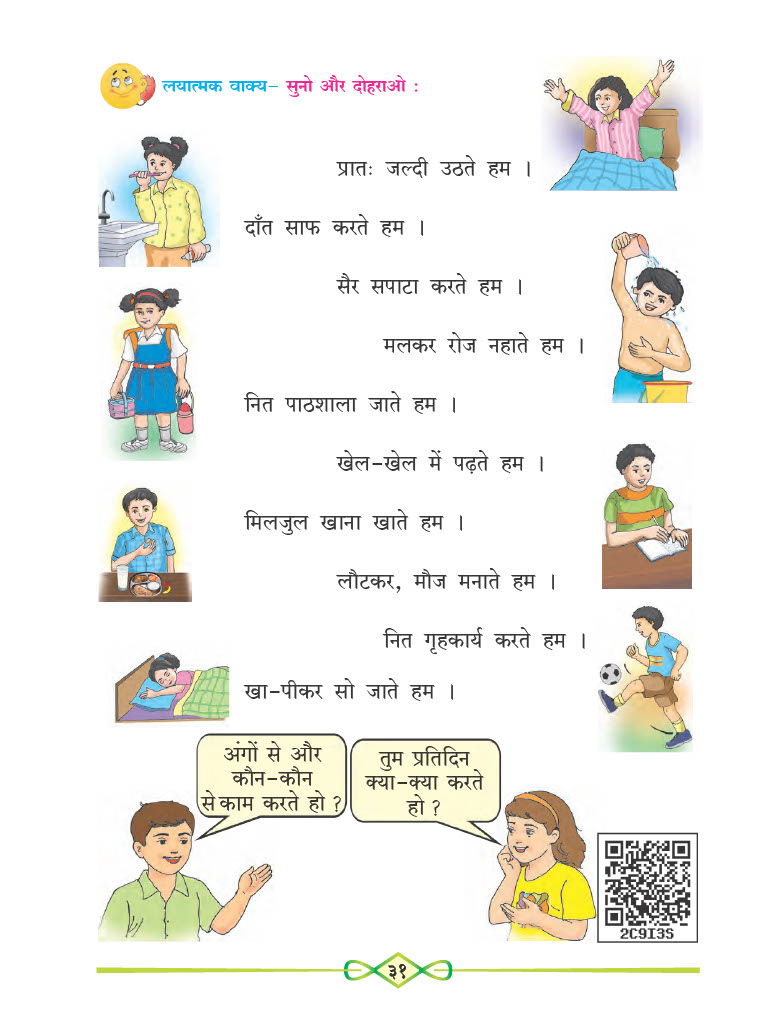 लयात्मक वाक्य– सुनो और दोहराओ :
प्रातः जल्दी उठते हम ।
दाँत साफ करते हम ।
सैर सपाटा करते हम ।
मलकर रोज नहाते हम ।
नित पाठशाला जाते हम ।
खेल-खेल में पढ़ते हम ।
मिलजुल खाना खाते हम ।
लौटकर, मौज मनाते हम ।
नित गृहकार्य करते हम ।
खा-पीकर सो जाते हम ।
अंगों से और
कौन-कौन
से काम करते हो ?
तुम प्रतिदिन
क्या-क्या करते
हो ?
2C9I3S
३१